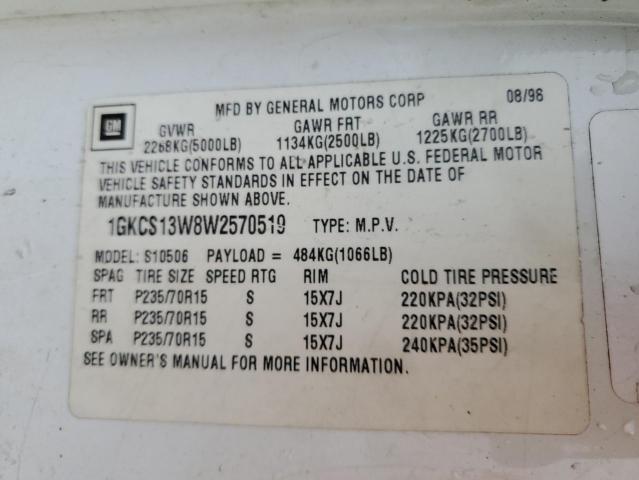 MFD BY GENERAL MOTORS CORP 08/98
GM
GVWR GAWR FRT GAWR RR
2268KG(5000LB) 1134KG(2500LB) 1225KG(2700LB)
THIS VEHICLE CONFORMS TO ALL APPLICABLE U.S. FEDERAL MOTOR
VEHICLE SAFETY STANDARDS IN EFFECT ON THE DATE OF
MANUFACTURE SHOWN ABOVE.
1GKCS13W8W2570519 TYPE: M.P.V.
MODEL: S10506 PAYLOAD = 484KG(1066LB)
SPAG TIRE SIZE SPEED RTG RIM COLD TIRE PRESSURE
FRT P235/70R15 S 15X7J 220KPA(32PSI)
RR P235/70R15 S 15X7J 220KPA(32PSI)
SPA P235/70R15 S 15X7J 240KPA(35PSI)
SEE OWNER'S MANUAL FOR MORE INFORMATION.